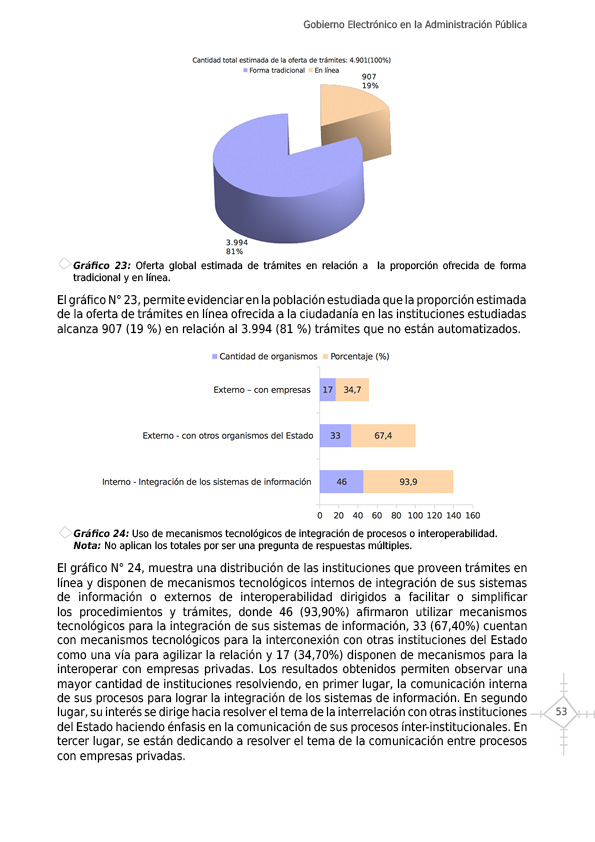 Gobierno Electrónico en la Administración Pública
Cantidad total estimada de la oferta de trámites: 4.901(100%)
Forma tradicional En línea
907
19%
3.994
81%
Gráfico 23: Oferta global estimada de trámites en relación a la proporción ofrecida de forma
tradicional y en línea.
El gráfico N° 23, permite evidenciar en la población estudiada que la proporción estimada
de la oferta de trámites en línea ofrecida a la ciudadanía en las instituciones estudiadas
alcanza 907 (19 %) en relación al 3.994 (81 %) trámites que no están automatizados.
Cantidad de organismos Porcentaje (%)
Externo – con empresas 17 34,7
Externo - con otros organismos del Estado 33 67,4
Interno - Integración de los sistemas de información 46 93,9
0 20 40 60 80 100 120 140 160
Gráfico 24: Uso de mecanismos tecnológicos de integración de procesos o interoperabilidad.
Nota: No aplican los totales por ser una pregunta de respuestas múltiples.
El gráfico N° 24, muestra una distribución de las instituciones que proveen trámites en
línea y disponen de mecanismos tecnológicos internos de integración de sus sistemas
de información o externos de interoperabilidad dirigidos a facilitar o simplificar
los procedimientos y trámites, donde 46 (93,90%) afirmaron utilizar mecanismos
tecnológicos para la integración de sus sistemas de información, 33 (67,40%) cuentan
con mecanismos tecnológicos para la interconexión con otras instituciones del Estado
como una vía para agilizar la relación y 17 (34,70%) disponen de mecanismos para la
interoperar con empresas privadas. Los resultados obtenidos permiten observar una
mayor cantidad de instituciones resolviendo, en primer lugar, la comunicación interna
de sus procesos para lograr la integración de los sistemas de información. En segundo
lugar, su interés se dirige hacia resolver el tema de la interrelación con otras instituciones
del Estado haciendo énfasis en la comunicación de sus procesos ínter-institucionales. En
tercer lugar, se están dedicando a resolver el tema de la comunicación entre procesos
con empresas privadas.
53